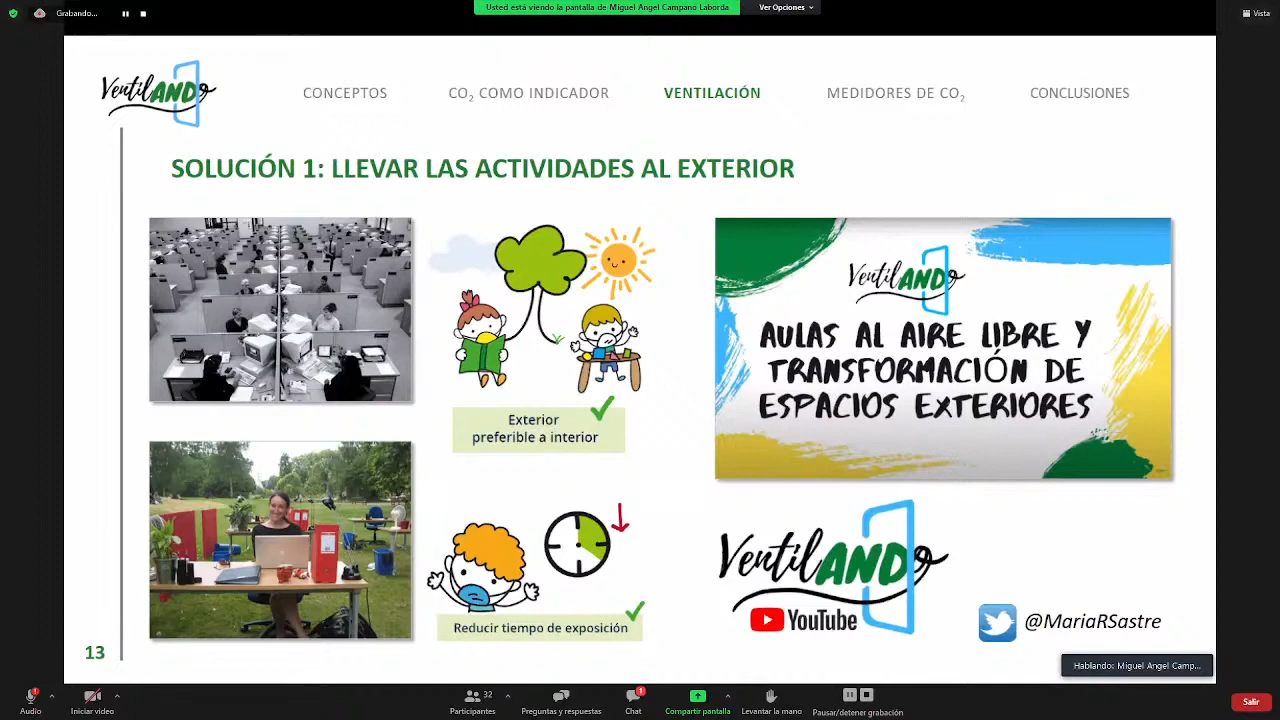 Grabando...
Usted está viendo la pantalla de Miguel Angel Campano Laborda
Ver Opciones
Vista
VentilANDo
CONCEPTOS
CO₂ COMO INDICADOR
VENTILACIÓN
MEDIDORES DE CO₂
CONCLUSIONES
SOLUCIÓN 1: LLEVAR LAS ACTIVIDADES AL EXTERIOR
Exterior
preferible a interior
Reducir tiempo de exposición
VentilANDo
AULAS AL AIRE LIBRE Y
TRANSFORMACIÓN DE
ESPACIOS EXTERIORES
VentilANDo
YouTube
@MariaRSastre
13
Hablando: Miguel Angel Camp...
Audio
Iniciar video
32
Participantes
Preguntas y respuestas
1
Chat
Compartir pantalla
Levantar la mano
Pausar/detener grabación
Salir